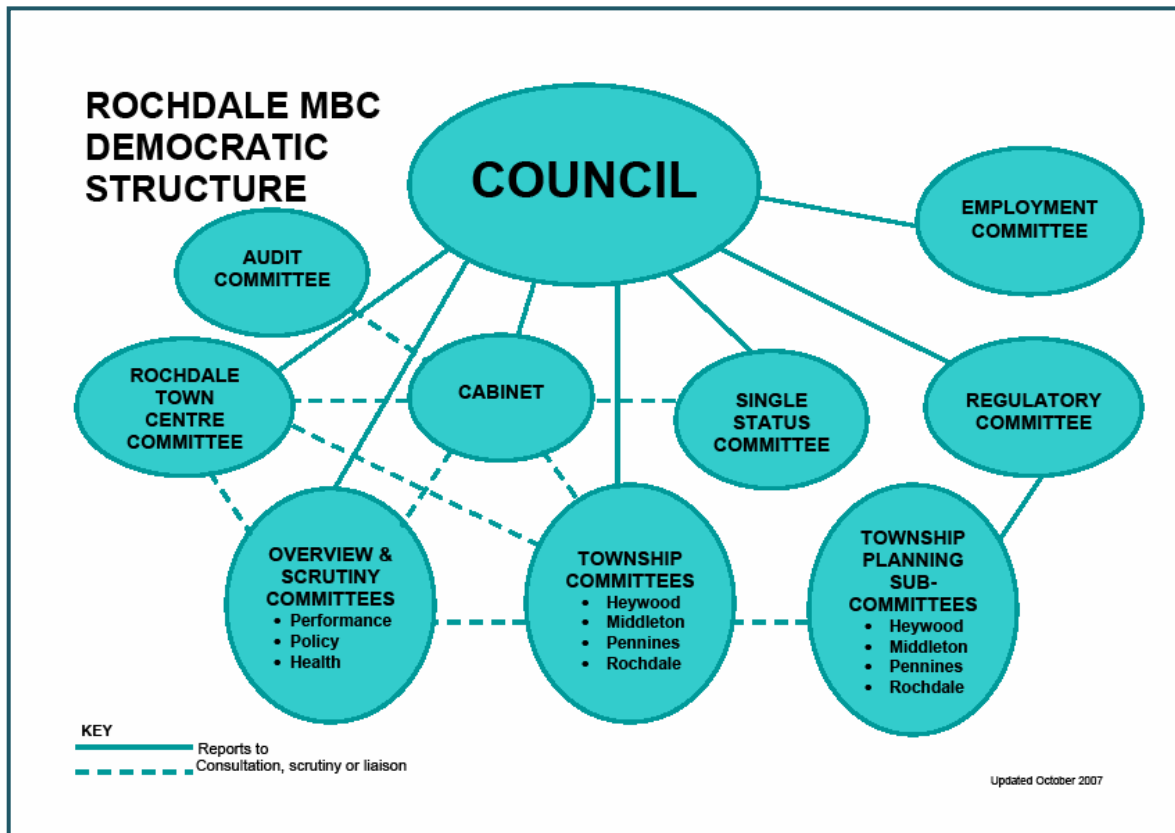 ROCHDALE MBC
DEMOCRATIC
STRUCTURE
COUNCIL
EMPLOYMENT
COMMITTEE
AUDIT
COMMITTEE
ROCHDALE
TOWN
CENTRE
COMMITTEE
CABINET
SINGLE
STATUS
COMMITTEE
REGULATORY
COMMITTEE
OVERVIEW &
SCRUTINY
COMMITTEES
• Performance
• Policy
• Health
TOWNSHIP
COMMITTEES
• Heywood
• Middleton
• Pennines
• Rochdale
TOWNSHIP
PLANNING
SUB-
COMMITTEES
• Heywood
• Middleton
• Pennines
• Rochdale
KEY
Reports to
Consultation, scrutiny or liaison
Updated October 2007